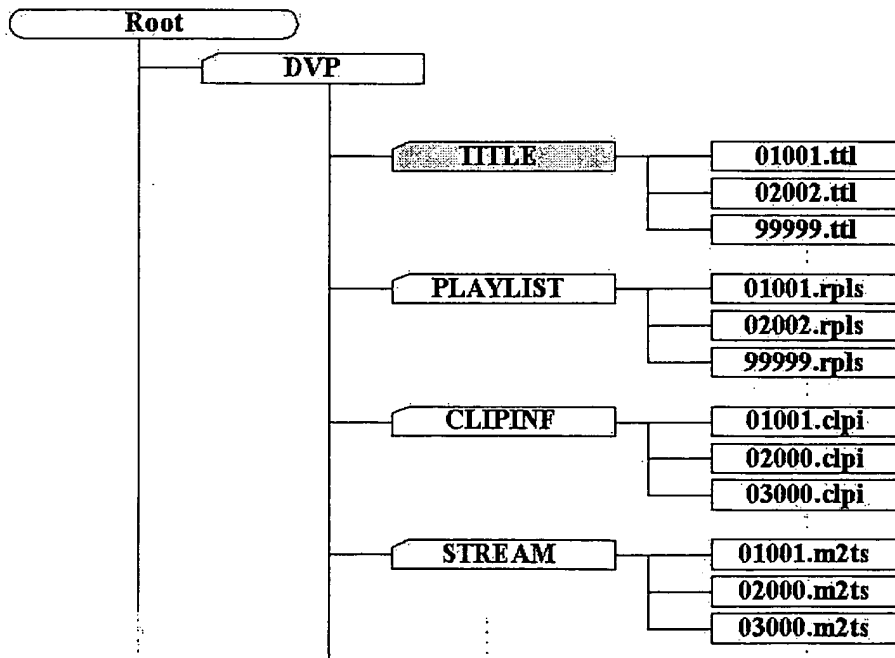 Root
DVP
TITLE
01001.ttl
02002.ttl
99999.ttl
PLAYLIST
01001.rpls
02002.rpls
99999.rpls
CLIPINF
01001.clpi
02000.clpi
03000.clpi
STREAM
01001.m2ts
02000.m2ts
03000.m2ts